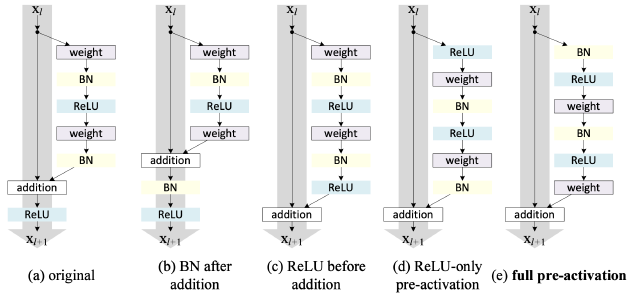 x_l
weight
BN
ReLU
weight
BN
addition
ReLU
x_{l+1}
(a) original
x_l
weight
BN
ReLU
weight
addition
BN
ReLU
x_{l+1}
(b) BN after
addition
x_l
weight
BN
ReLU
weight
BN
ReLU
addition
x_{l+1}
(c) ReLU before
addition
x_l
ReLU
weight
BN
ReLU
weight
BN
addition
x_{l+1}
(d) ReLU-only
pre-activation
x_l
BN
ReLU
weight
BN
ReLU
weight
addition
x_{l+1}
(e) full pre-activation